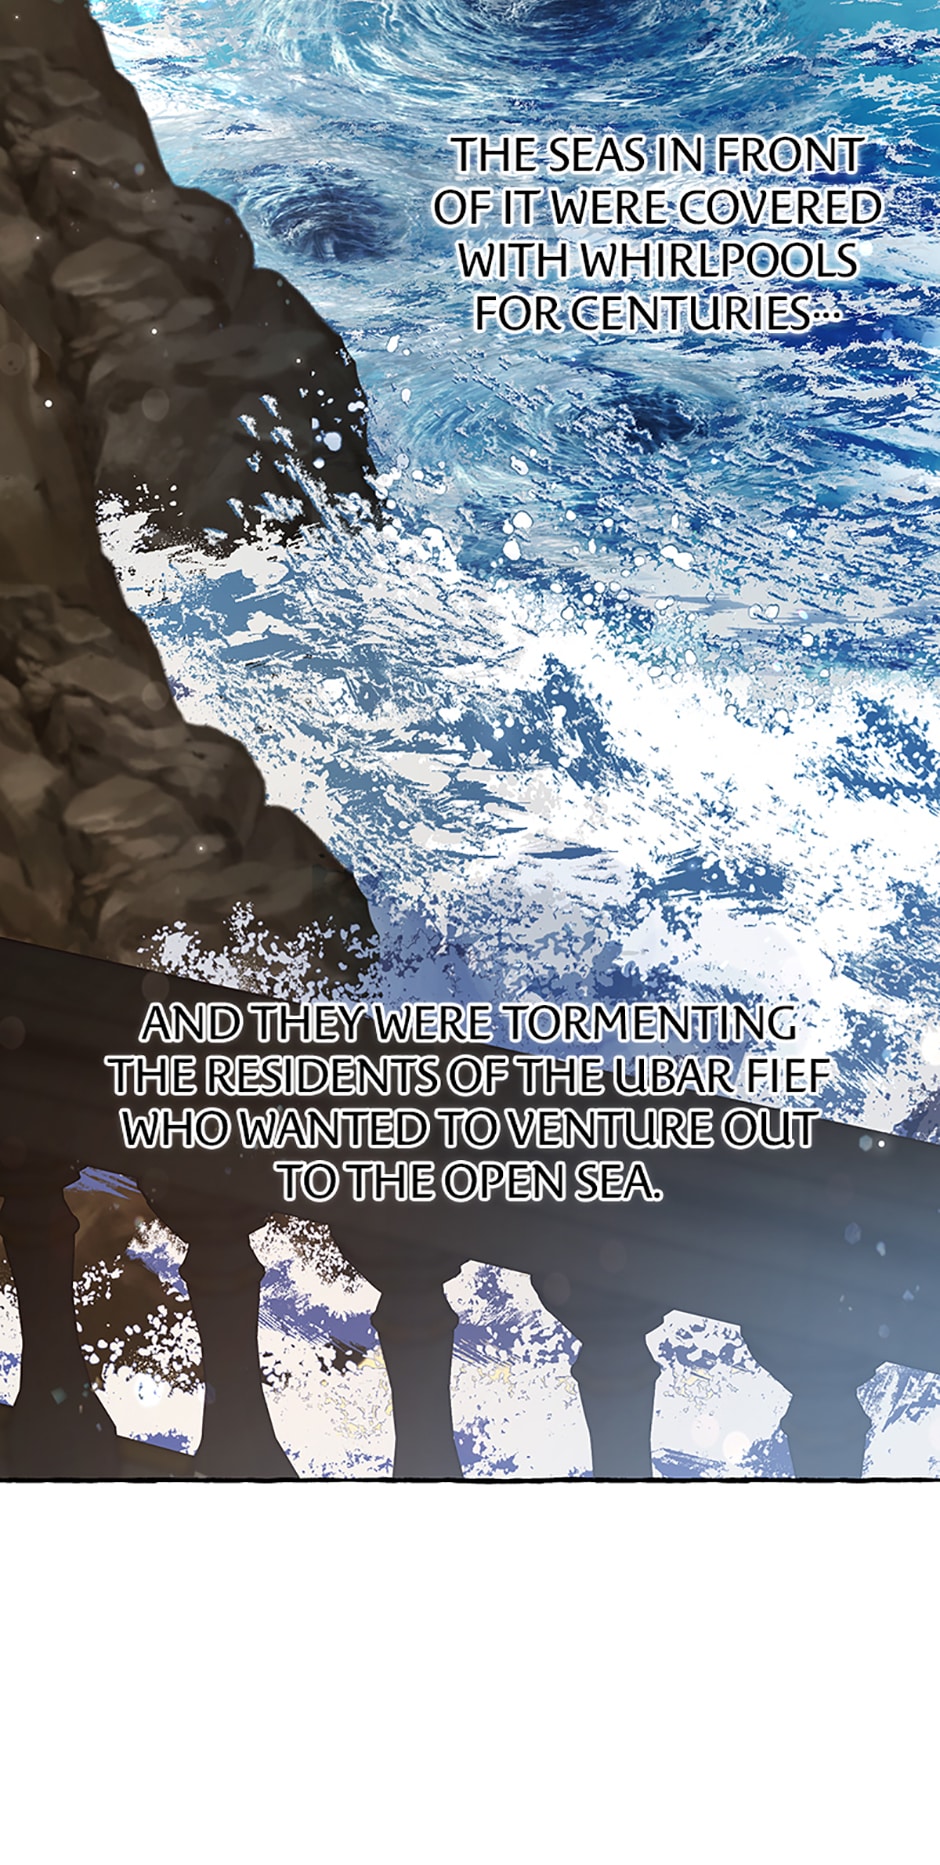 THE SEAS IN FRONT
OF IT WERE COVERED
WITH WHIRLPOOLS
FOR CENTURIES...
AND THEY WERE TORMENTING
THE RESIDENTS OF THE UBAR FIEF
WHO WANTED TO VENTURE OUT
TO THE OPEN SEA.